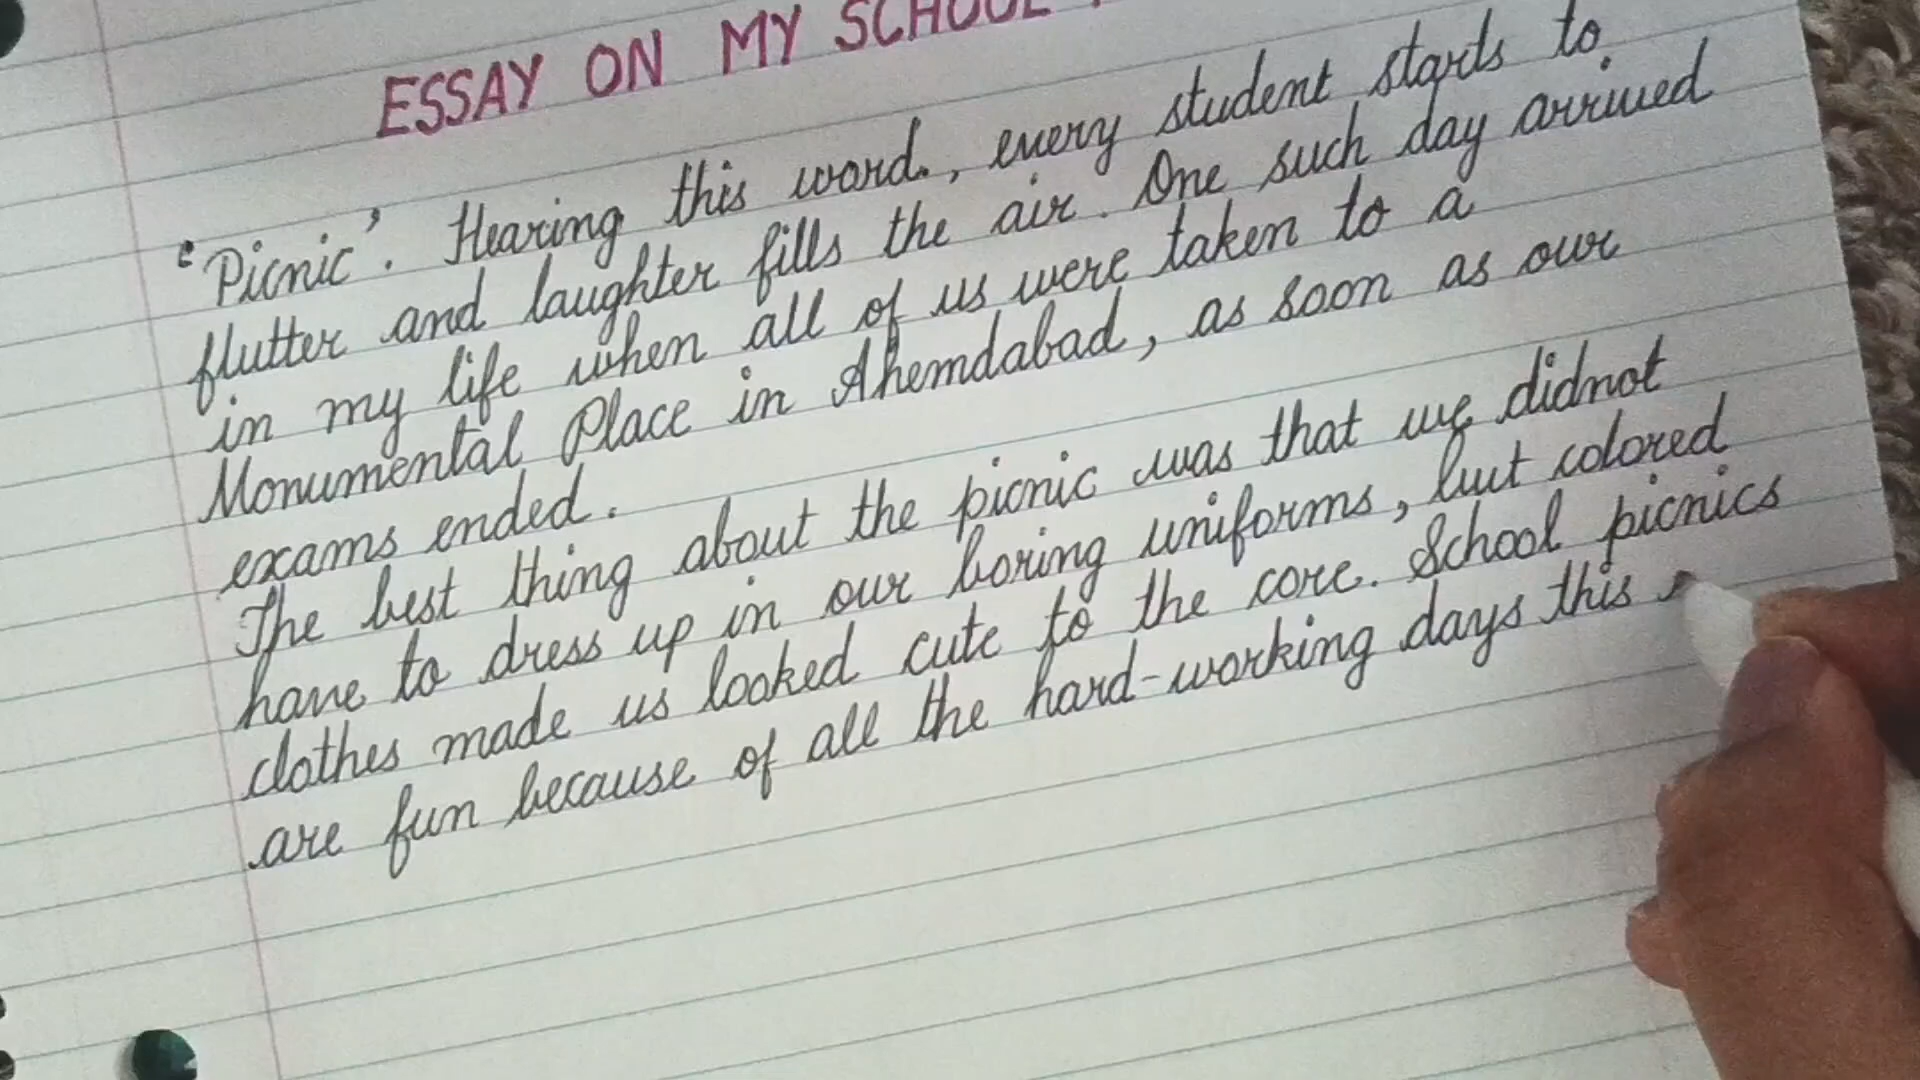 ESSAY ON MY SCHOOL
'Picnic'. Hearing this word., every student starts to
flutter and laughter fills the air. One such day arrived
in my life when all of us were taken to a
Monumental Place in Ahemdabad, as soon as our
exams ended.
The best thing about the picnic was that we didnot
have to dress up in our boring uniforms, but colored
clothes made us looked cute to the core. School picnics
are fun because of all the hard-working days this